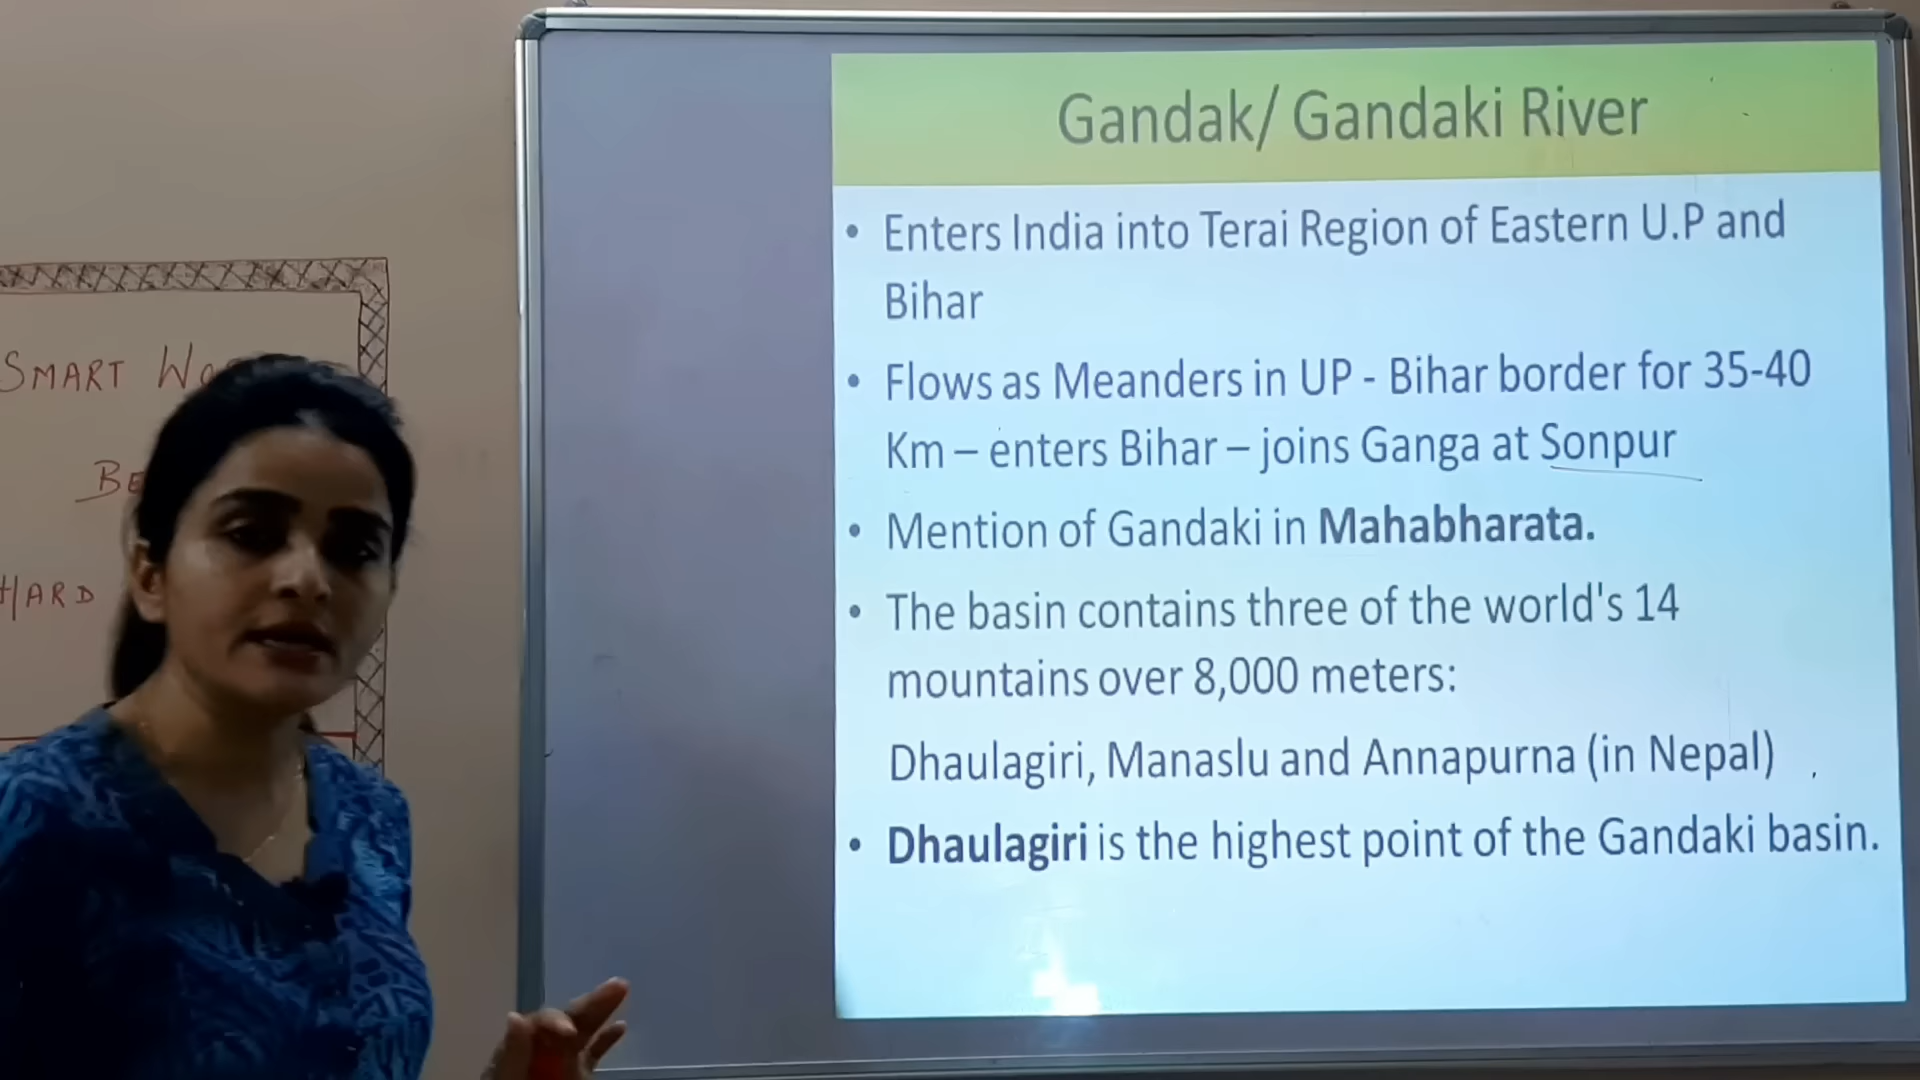 Gandak/ Gandaki River
• Enters India into Terai Region of Eastern U.P and
Bihar
• Flows as Meanders in UP - Bihar border for 35-40
Km – enters Bihar – joins Ganga at Sonpur
• Mention of Gandaki in Mahabharata.
• The basin contains three of the world's 14
mountains over 8,000 meters:
Dhaulagiri, Manaslu and Annapurna (in Nepal)
• Dhaulagiri is the highest point of the Gandaki basin.
SMART
HARD